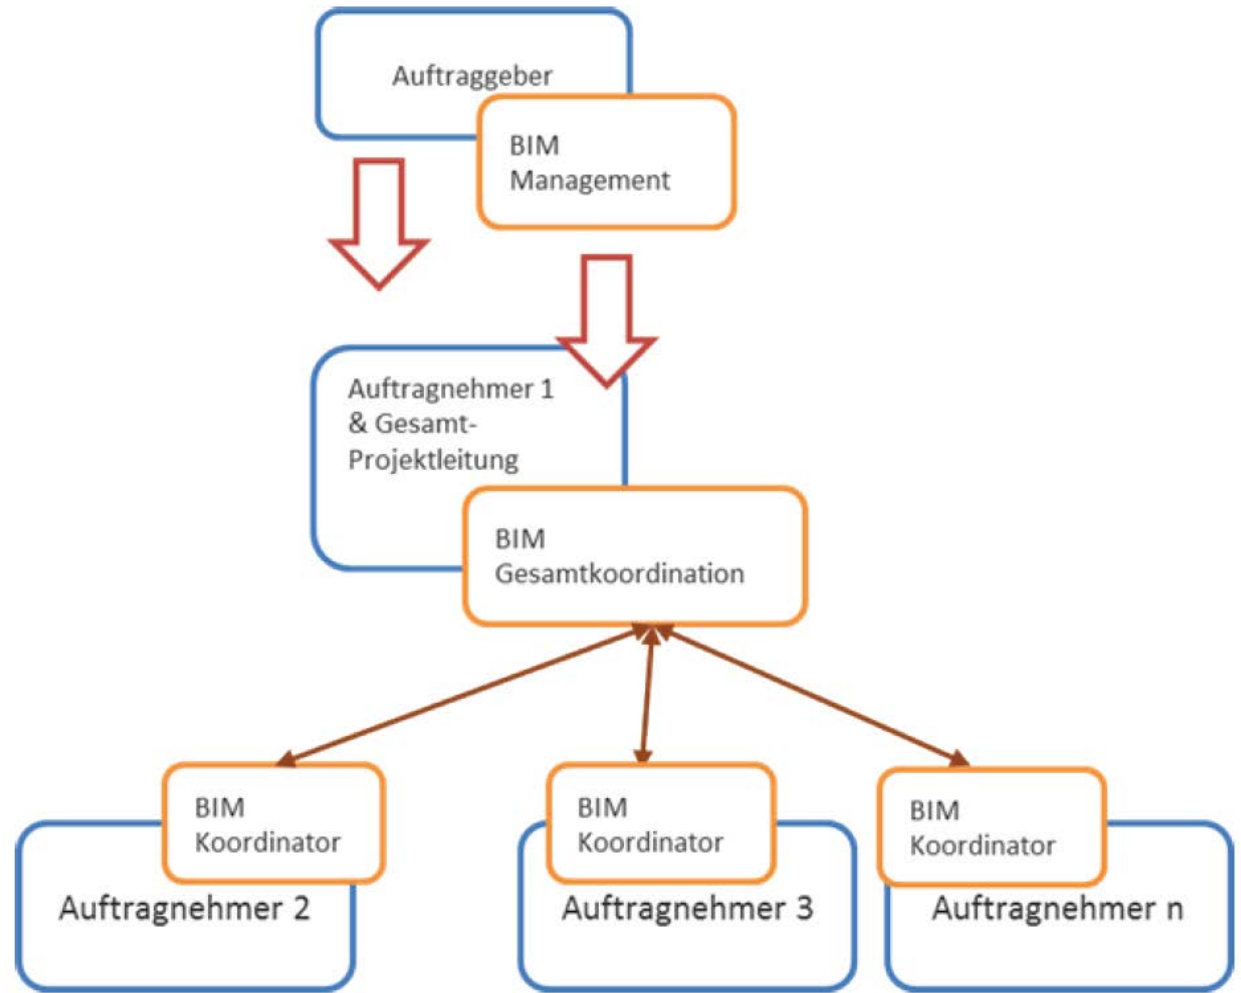 Auftraggeber
BIM
Management
Auftragnehmer 1
& Gesamt-
Projektleitung
BIM
Gesamtkoordination
BIM
Koordinator
Auftragnehmer 2
BIM
Koordinator
Auftragnehmer 3
BIM
Koordinator
Auftragnehmer n